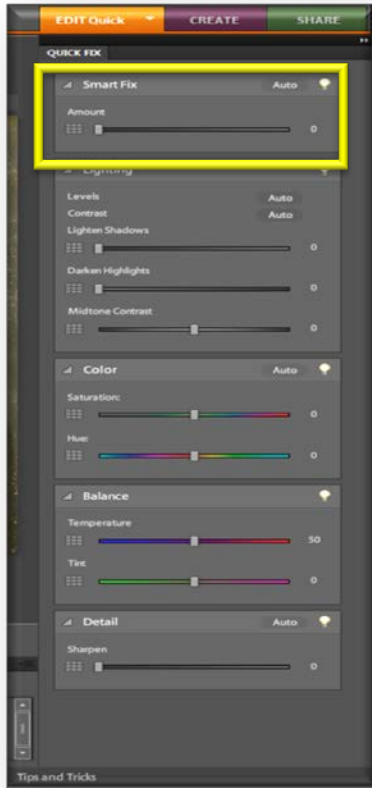 EDIT Quick CREATE SHARE
QUICK FIX
Smart Fix Auto
Amount
0
Lighting
Levels Auto
Contrast Auto
Lighten Shadows
0
Darken Highlights
0
Midtone Contrast
0
Color Auto
Saturation:
0
Hue:
0
Balance
Temperature
50
Tint
0
Detail Auto
Sharpen
0
Tips and Tricks